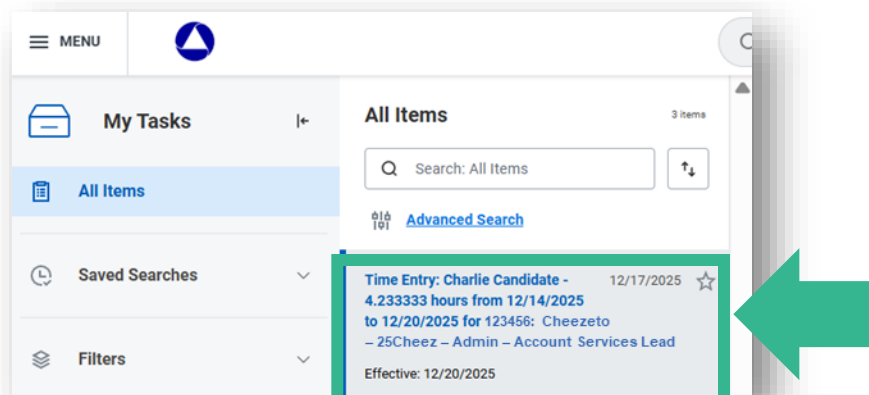 MENU
My Tasks
All Items
Saved Searches
Filters
All Items
3 items
Search: All Items
Advanced Search
Time Entry: Charlie Candidate -
12/17/2025
4.233333 hours from 12/14/2025
to 12/20/2025 for 123456: Cheezeto
– 25Cheez – Admin – Account Services Lead
Effective: 12/20/2025